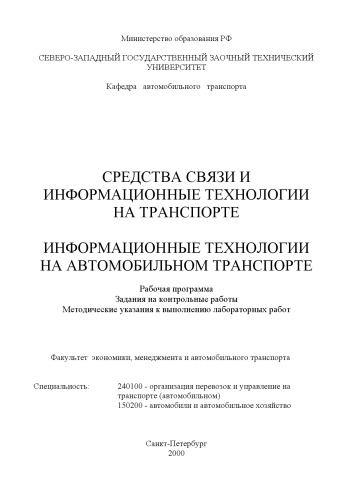 Министерство образования РФ
СЕВЕРО-ЗАПАДНЫЙ ГОСУДАРСТВЕННЫЙ ЗАОЧНЫЙ ТЕХНИЧЕСКИЙ
УНИВЕРСИТЕТ
Кафедра автомобильного транспорта
СРЕДСТВА СВЯЗИ И
ИНФОРМАЦИОННЫЕ ТЕХНОЛОГИИ
НА ТРАНСПОРТЕ
ИНФОРМАЦИОННЫЕ ТЕХНОЛОГИИ
НА АВТОМОБИЛЬНОМ ТРАНСПОРТЕ
Рабочая программа
Задания на контрольные работы
Методические указания к выполнению лабораторных работ
Факультет экономики, менеджмента и автомобильного транспорта
Специальность: 240100 - организация перевозок и управление на
транспорте (автомобильном)
150200 - автомобили и автомобильное хозяйство
Санкт-Петербург
2000